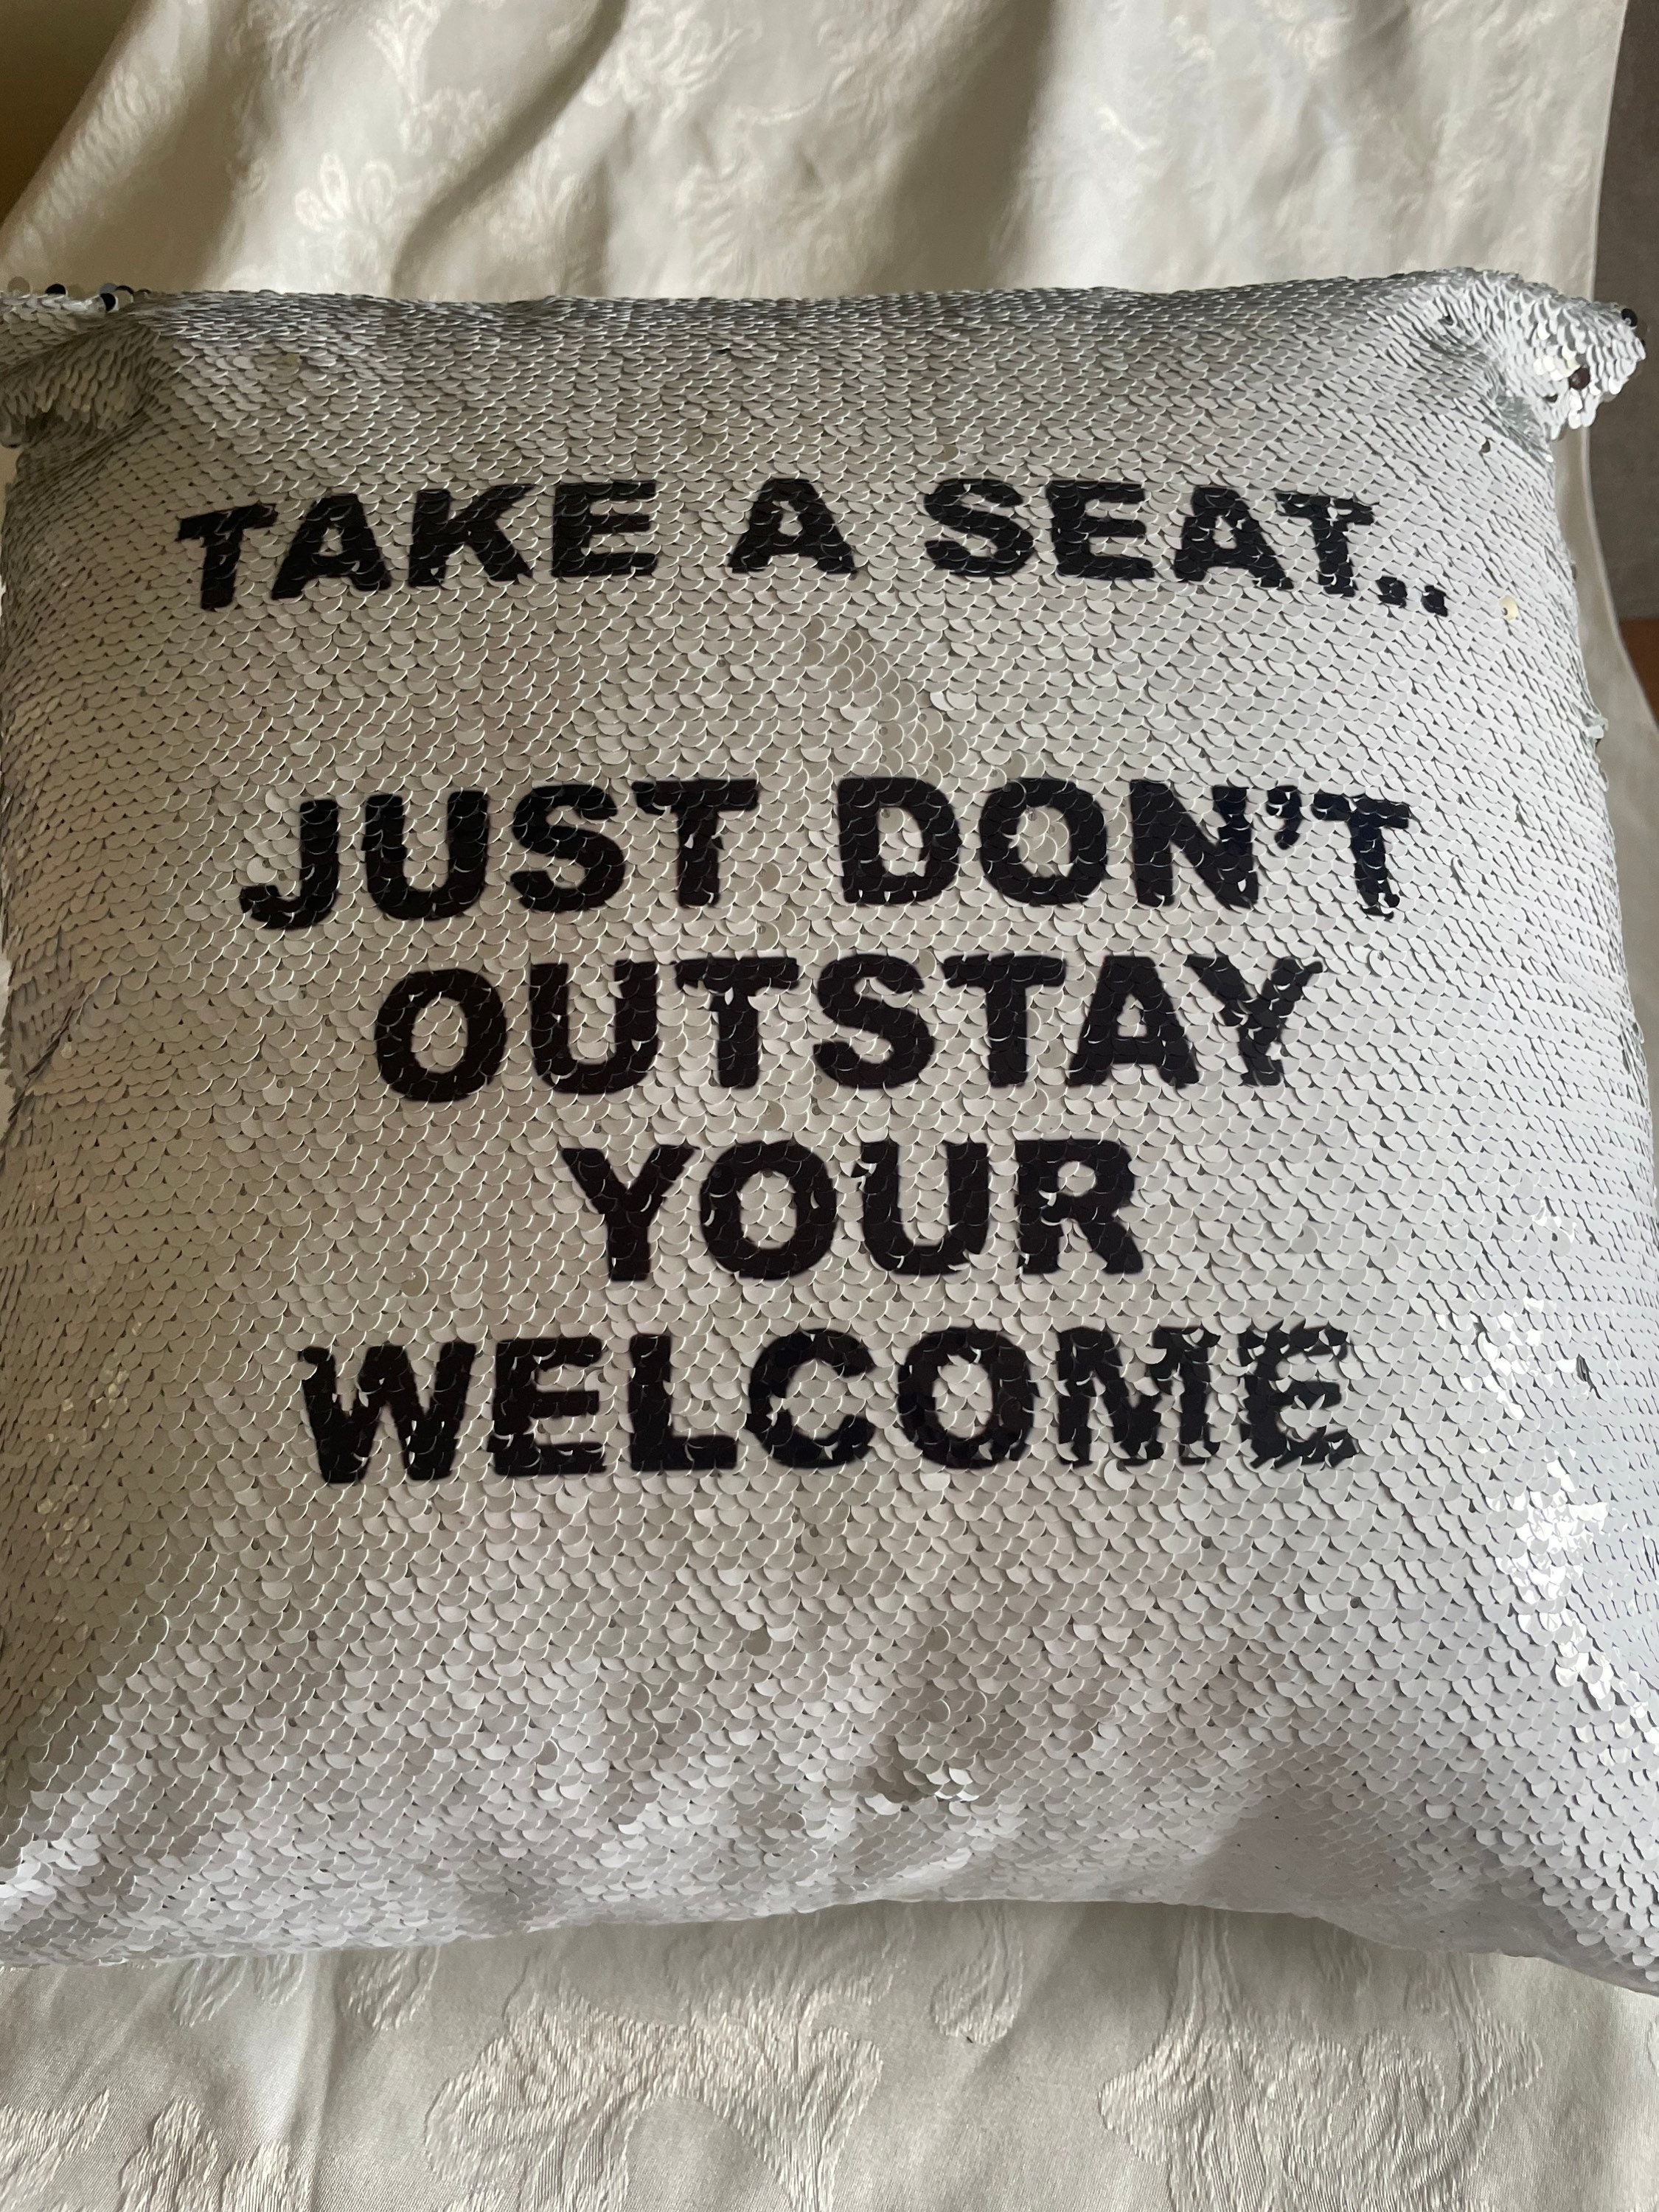 TAKE A SEAT..
JUST DON'T
OUTSTAY
YOUR
WELCOME